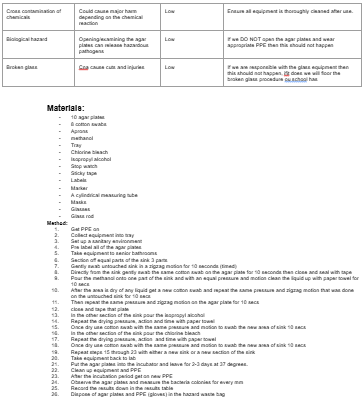 Cross contamination of
chemicals
Could cause major harm
depending on the chemical
reaction
Low
Ensure all equipment is thoroughly cleaned after use.
Biological hazard
Opening/examining the agar
plates can release hazardous
pathogens
Low
If we DO NOT open the agar plates and wear
appropriate PPE then this should not happen
Broken glass
Cna cause cuts and injuries
Low
If we are responsible with the glass equipment then
this should not happen, ifit does we will floor the
broken glass procedure ou school has
Materials:
- 10 agar plates
- 6 cotton swabs
- Aprons
- methanol
- Tray
- Chlorine bleach
- isopropyl alcohol
- Stop watch
- Sticky tape
- Labels
- Marker
- A cylindrical measuring tube
- Masks
- Glasses
- Glass rod
Method:
1. Get PPE on
2. Collect equipment into tray
3. Set up a sanitary environment
4. Pre label all of the agar plates
5. Take equipment to senior bathrooms
6. Section off equal parts of the sink 3 parts
7. Gently swab untouched sink in a zigzag motion for 10 seconds (timed)
8. Directly from the sink gently swab the same cotton swab on the agar plate for 10 seconds then close and seal with tape
9. Pour the methanol onto one part of the sink and with an equal pressure and motion clean the liquid up with paper towel for
10 seconds
10. After the area is dry of any liquid get a new cotton swab and repeat the same pressure and zigzag motion that was done
on the untouched sink for 10 secs
11. Then repeat the same pressure and zigzag motion on the agar plate for 10 secs
12. close and tape that plate
13. In the other section of the sink pour the isopropyl alcohol
14. Repeat the drying pressure, action and time with paper towel
15. Once dry use cotton swab with the same pressure and motion to swab the new area of sink 10 secs
16. In the other section of the sink pour the chlorine bleach
17. Repeat the drying pressure, action and time with paper towel
18. Once dry use cotton swab with the same pressure and motion to swab the new area of sink 10 secs
19. Repeat steps 15 through 23 with either a new sink or a new section of the sink
20. Take equipment back to lab
21. Put the agar plates into the incubator and leave for 2-3 days at 37 degrees.
22. Clean up equipment and PPE
23. After the incubation period get on new PPE
24. Observe the agar plates and measure the bacteria colonies for every mm
25. Record the results down in the results table
26. Dispose of agar plates and PPE (gloves) in the hazard waste bag